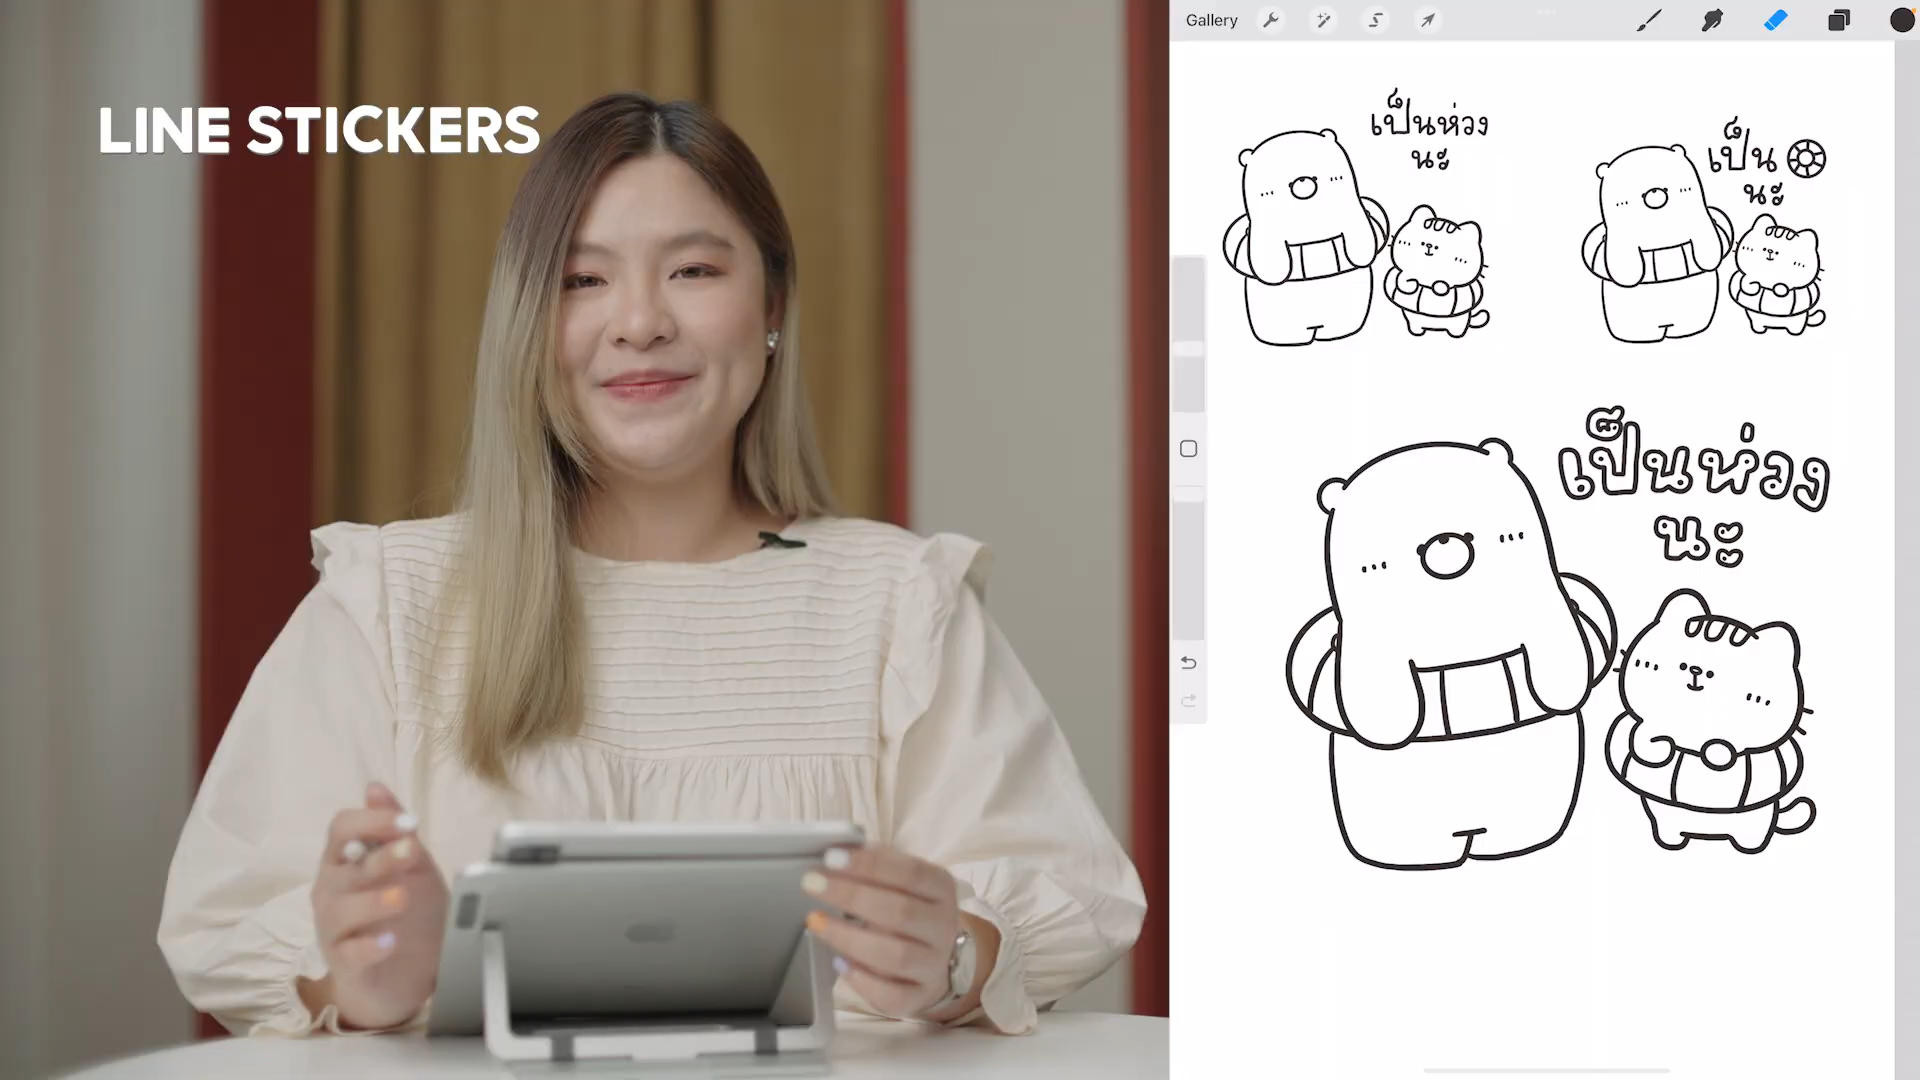 LINE STICKERS
Gallery
เป็นห่วง
นะ
เป็น
นะ
เป็นห่วง
นะ